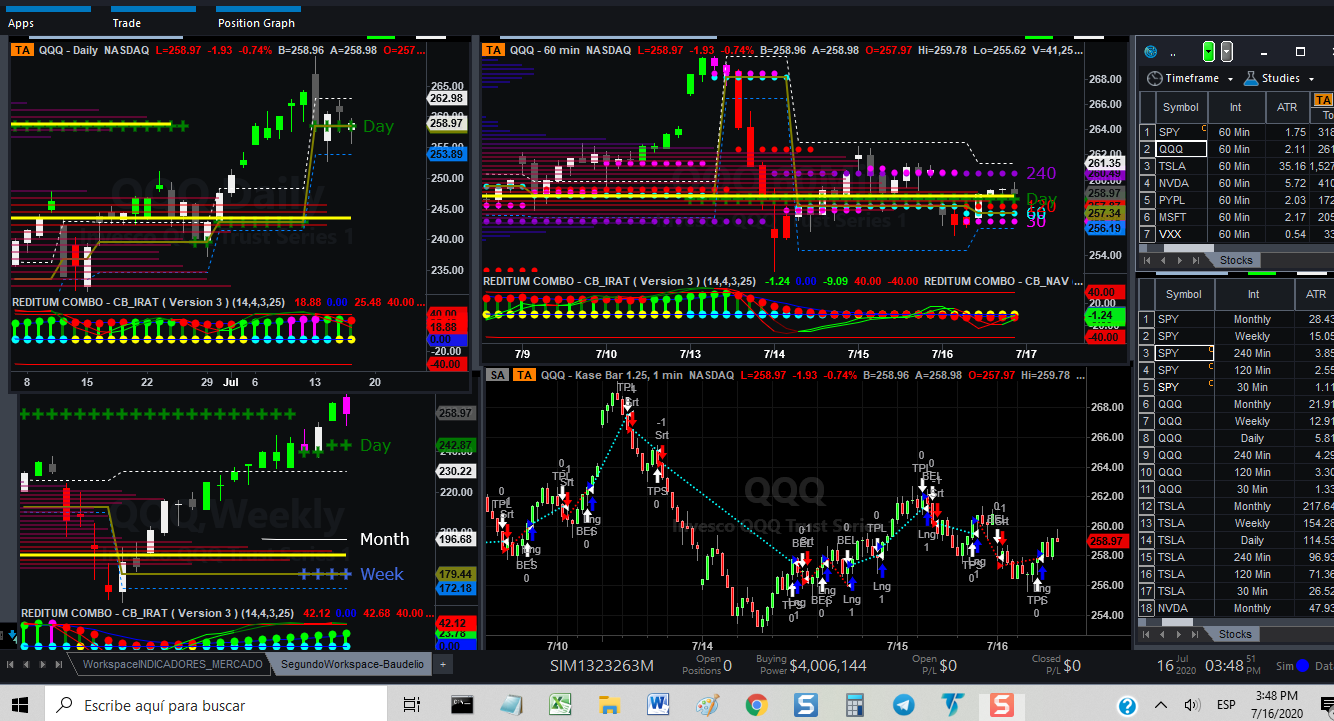 Apps Trade Position Graph
TA QQQ - Daily NASDAQ L=258.97 -1.93 -0.74% B=258.96 A=258.98 O=257...
265.00
262.98
258.97
253.89
250.00
245.00
240.00
235.00
Day
QQQ - Daily
REDITUM COMBO - CB_IRAT ( Version 3 ) (14,4,3,25) 18.88 0.00 25.48 40.00 ...
40.00
18.88
0.00
-20.00
-40.00
8 15 22 29 Jul 6 13 20
TA QQQ - 60 min NASDAQ L=258.97 -1.93 -0.74% B=258.96 A=258.98 O=257.97 Hi=259.78 Lo=255.62 V=41,25...
268.00
266.00
264.00
262.00
261.35
260.49
258.97
257.34
256.19
254.00
240
Day
60
30
REDITUM COMBO - CB_IRAT ( Version 3 ) (14,4,3,25) -1.24 0.00 -9.09 40.00 -40.00 REDITUM COMBO - CB_NAV ...
40.00
20.00
-1.24
-40.00
7/9 7/10 7/13 7/14 7/15 7/16 7/17
258.97
242.87
230.22
220.00
200.00
196.68
179.44
172.18
Day
Month
Week
QQQ Weekly
REDITUM COMBO - CB_IRAT ( Version 3 ) (14,4,3,25) 42.12 0.00 42.68 40.00 ...
42.12
23.78
0.00
SA TA QQQ - Kase Bar 1.25, 1 min NASDAQ L=258.97 -1.93 -0.74% B=258.96 A=258.98 O=257.97 Hi=259.78 ...
268.00
266.00
264.00
262.00
260.00
258.97
258.00
256.00
254.00
QQQ
Invesco QQQ Trust Series
7/10 7/14 7/15 7/16
Timeframe Studies
Symbol Int ATR TA
1 SPY 60 Min 1.75 318
2 QQQ 60 Min 2.11 261
3 TSLA 60 Min 35.16 1,527
4 NVDA 60 Min 5.72 410
5 PYPL 60 Min 2.03 172
6 MSFT 60 Min 2.17 205
7 VXX 60 Min 0.54 33
Stocks
Symbol Int ATR
1 SPY Monthly 28.43
2 SPY Weekly 15.05
3 SPY 240 Min 3.85
4 SPY 120 Min 2.55
5 SPY 30 Min 1.11
6 QQQ Monthly 21.91
7 QQQ Weekly 12.91
8 QQQ Daily 5.81
9 QQQ 240 Min 4.29
10 QQQ 120 Min 3.30
11 QQQ 30 Min 1.33
12 TSLA Monthly 217.64
13 TSLA Weekly 154.28
14 TSLA Daily 114.53
15 TSLA 240 Min 96.93
16 TSLA 120 Min 71.36
17 TSLA 30 Min 26.52
18 NVDA Monthly 47.93
Stocks
WorkspaceINDICADORES_MERCADO SegundoWorkspace-Baudelio +
SIM1323263M Open Positions 0 Buying Power $4,006,144 Open P/L $0 Closed P/L $0 16 Jul 2020 03:48 51 PM Sim Data
Escribe aquí para buscar
ESP
3:48 PM
7/16/2020